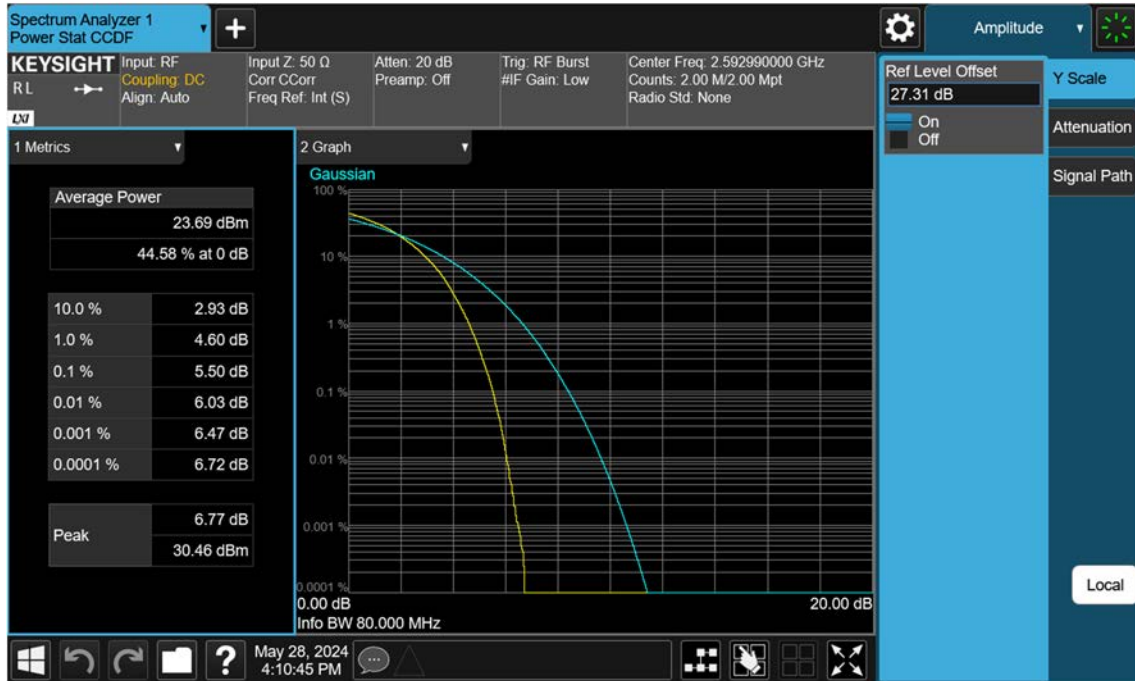 Spectrum Analyzer 1
Power Stat CCDF
+
Amplitude
KEYSIGHT
R L
LXI
Input: RF
Coupling: DC
Align: Auto
Input Z: 50 Ω
Corr CCorr
Freq Ref: Int (S)
Atten: 20 dB
Preamp: Off
Trig: RF Burst
#IF Gain: Low
Center Freq: 2.592990000 GHz
Counts: 2.00 M/2.00 Mpt
Radio Std: None
Ref Level Offset
27.31 dB
On
Off
Y Scale
Attenuation
Signal Path
1 Metrics
Average Power
23.69 dBm
44.58 % at 0 dB
10.0 % 2.93 dB
1.0 % 4.60 dB
0.1 % 5.50 dB
0.01 % 6.03 dB
0.001 % 6.47 dB
0.0001 % 6.72 dB
Peak
6.77 dB
30.46 dBm
2 Graph
Gaussian
100 %
10 %
1 %
0.1 %
0.01 %
0.001 %
0.0001 %
0.00 dB 20.00 dB
Info BW 80.000 MHz
Local
?
May 28, 2024
4:10:45 PM